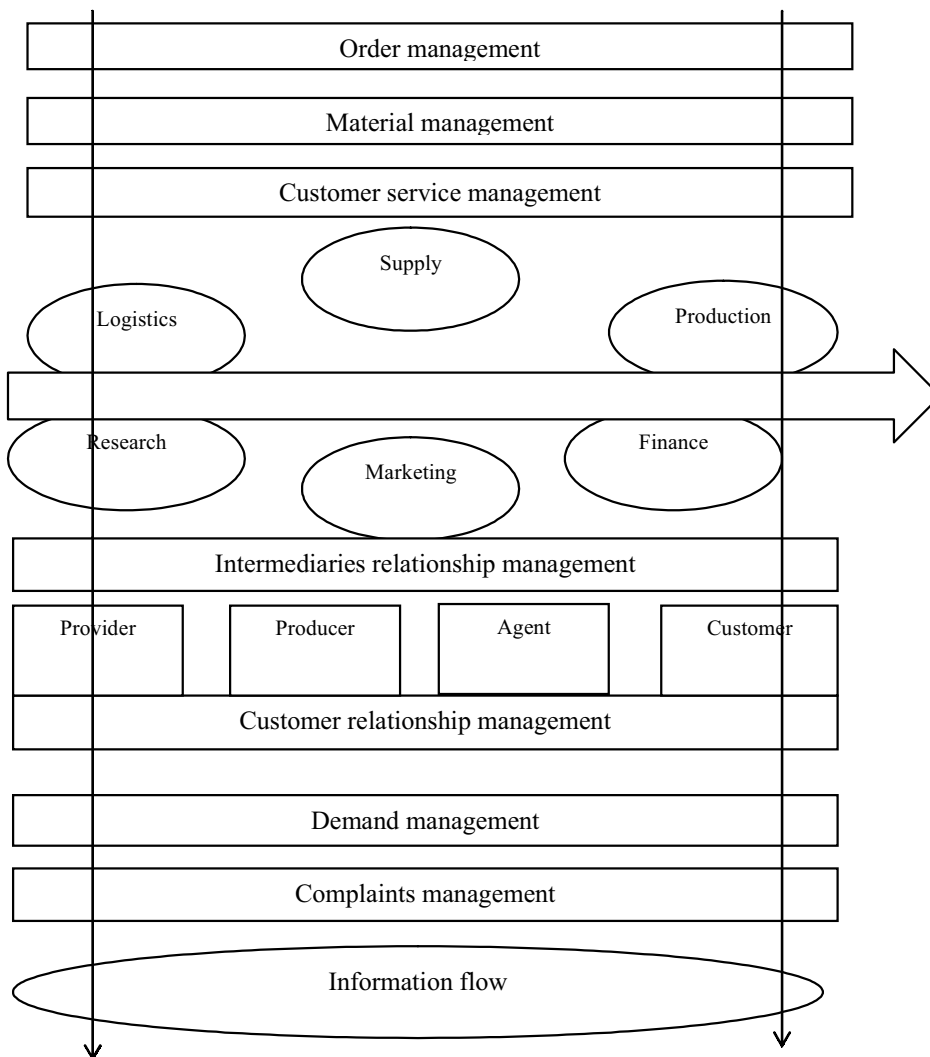 Order management
Material management
Customer service management
Supply
Logistics
Production
Research
Marketing
Finance
Intermediaries relationship management
Provider
Producer
Agent
Customer
Customer relationship management
Demand management
Complaints management
Information flow